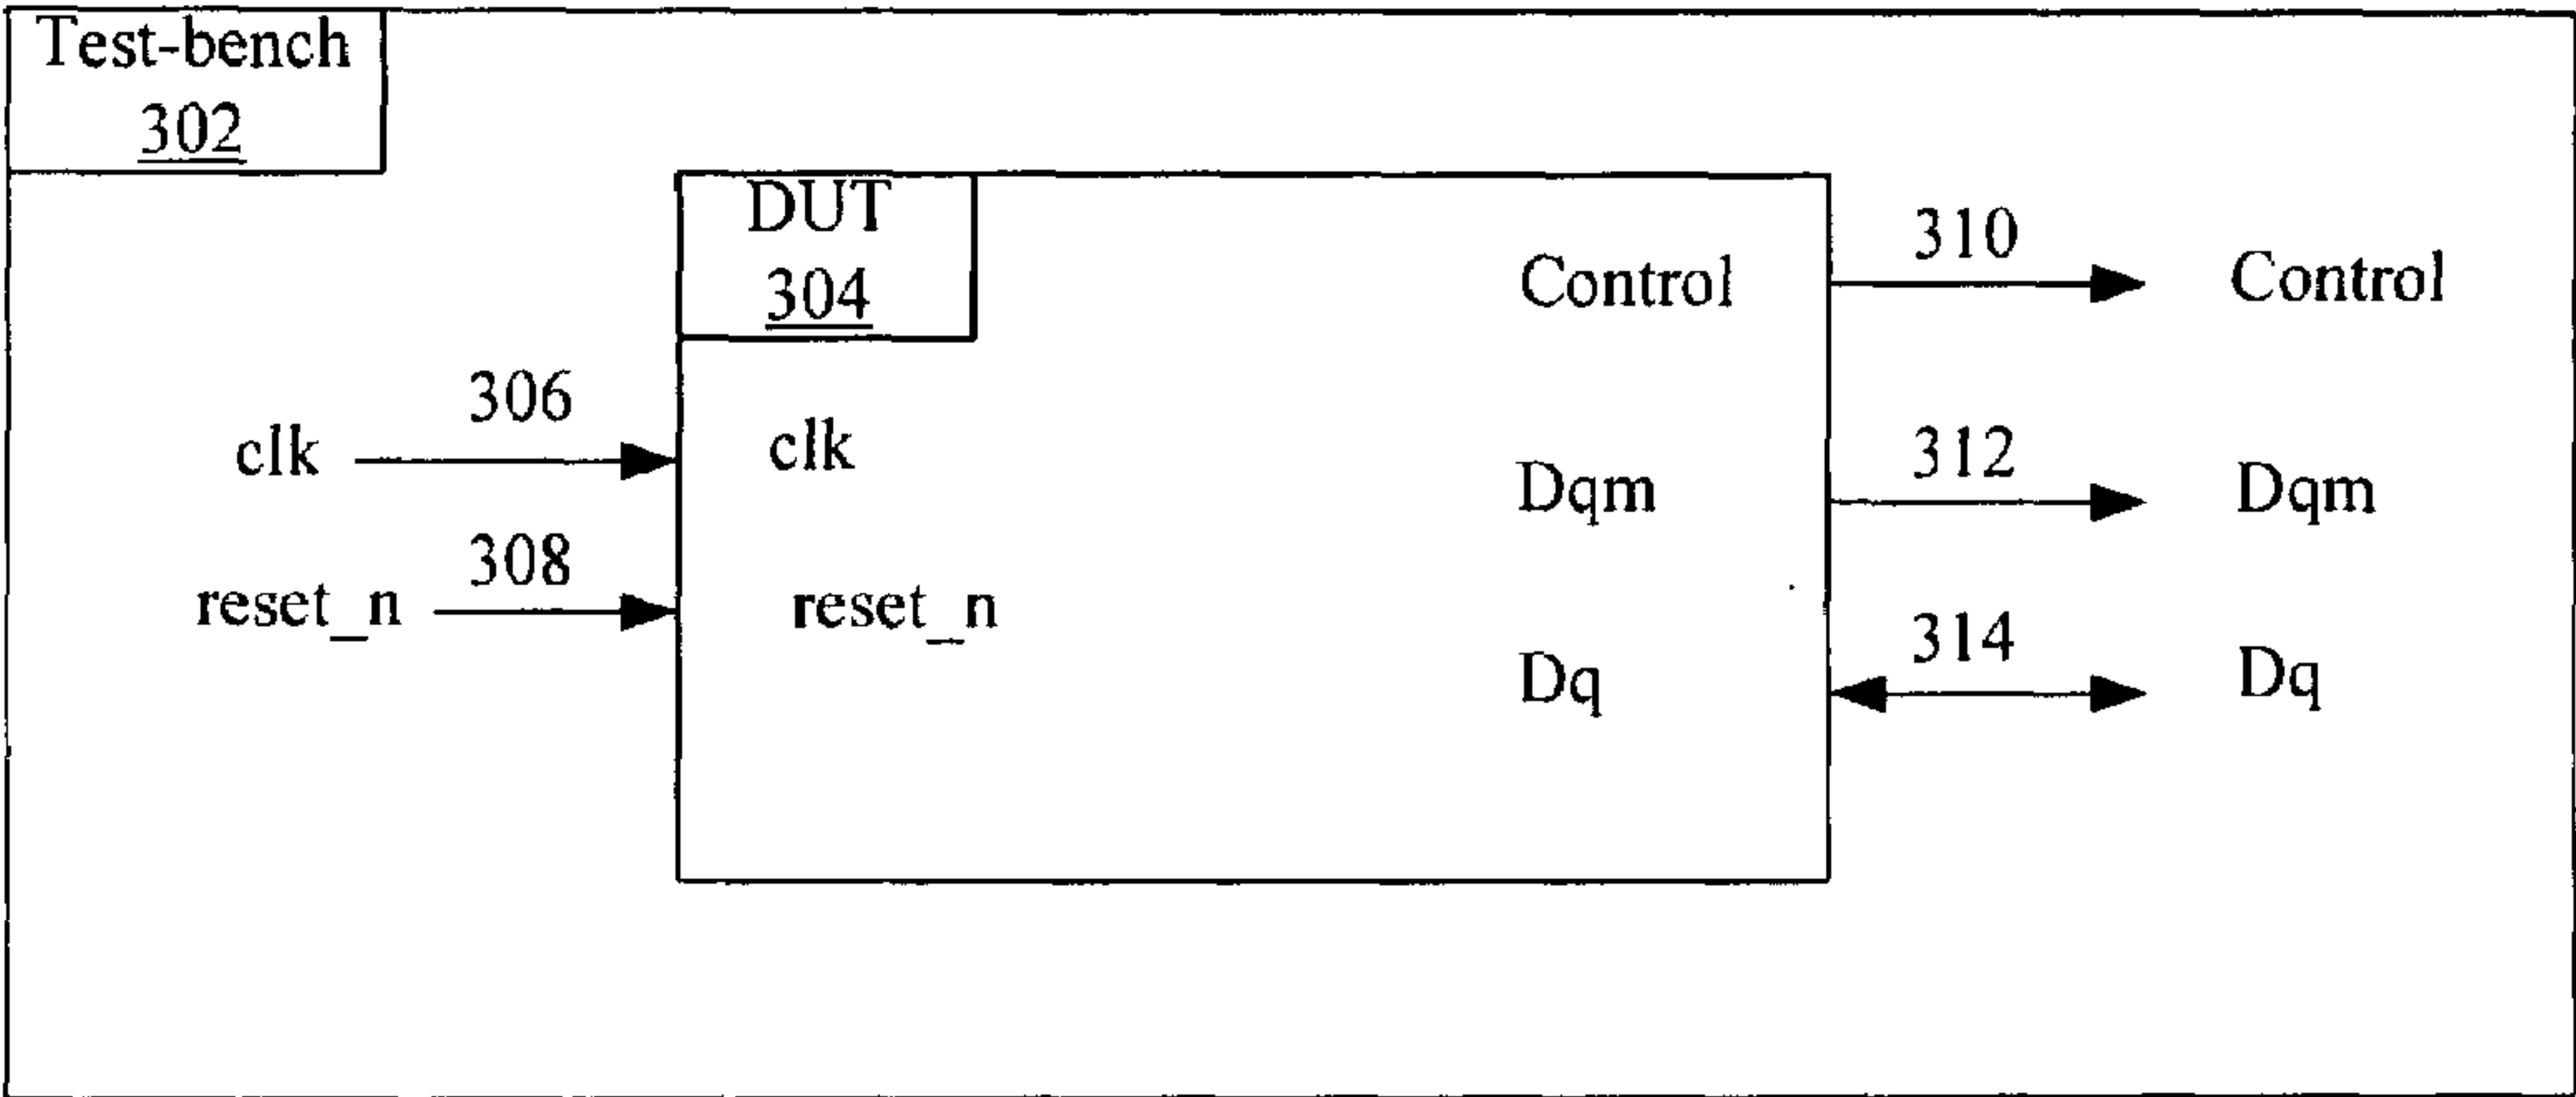 Test-bench
302
DUT
304
310
Control
Control
306
clk
clk
312
Dqm
Dqm
308
reset_n
reset_n
314
Dq
Dq